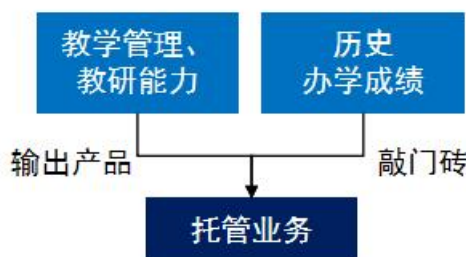 教学管理、
教研能力
历史
办学成绩
输出产品
敲门砖
托管业务